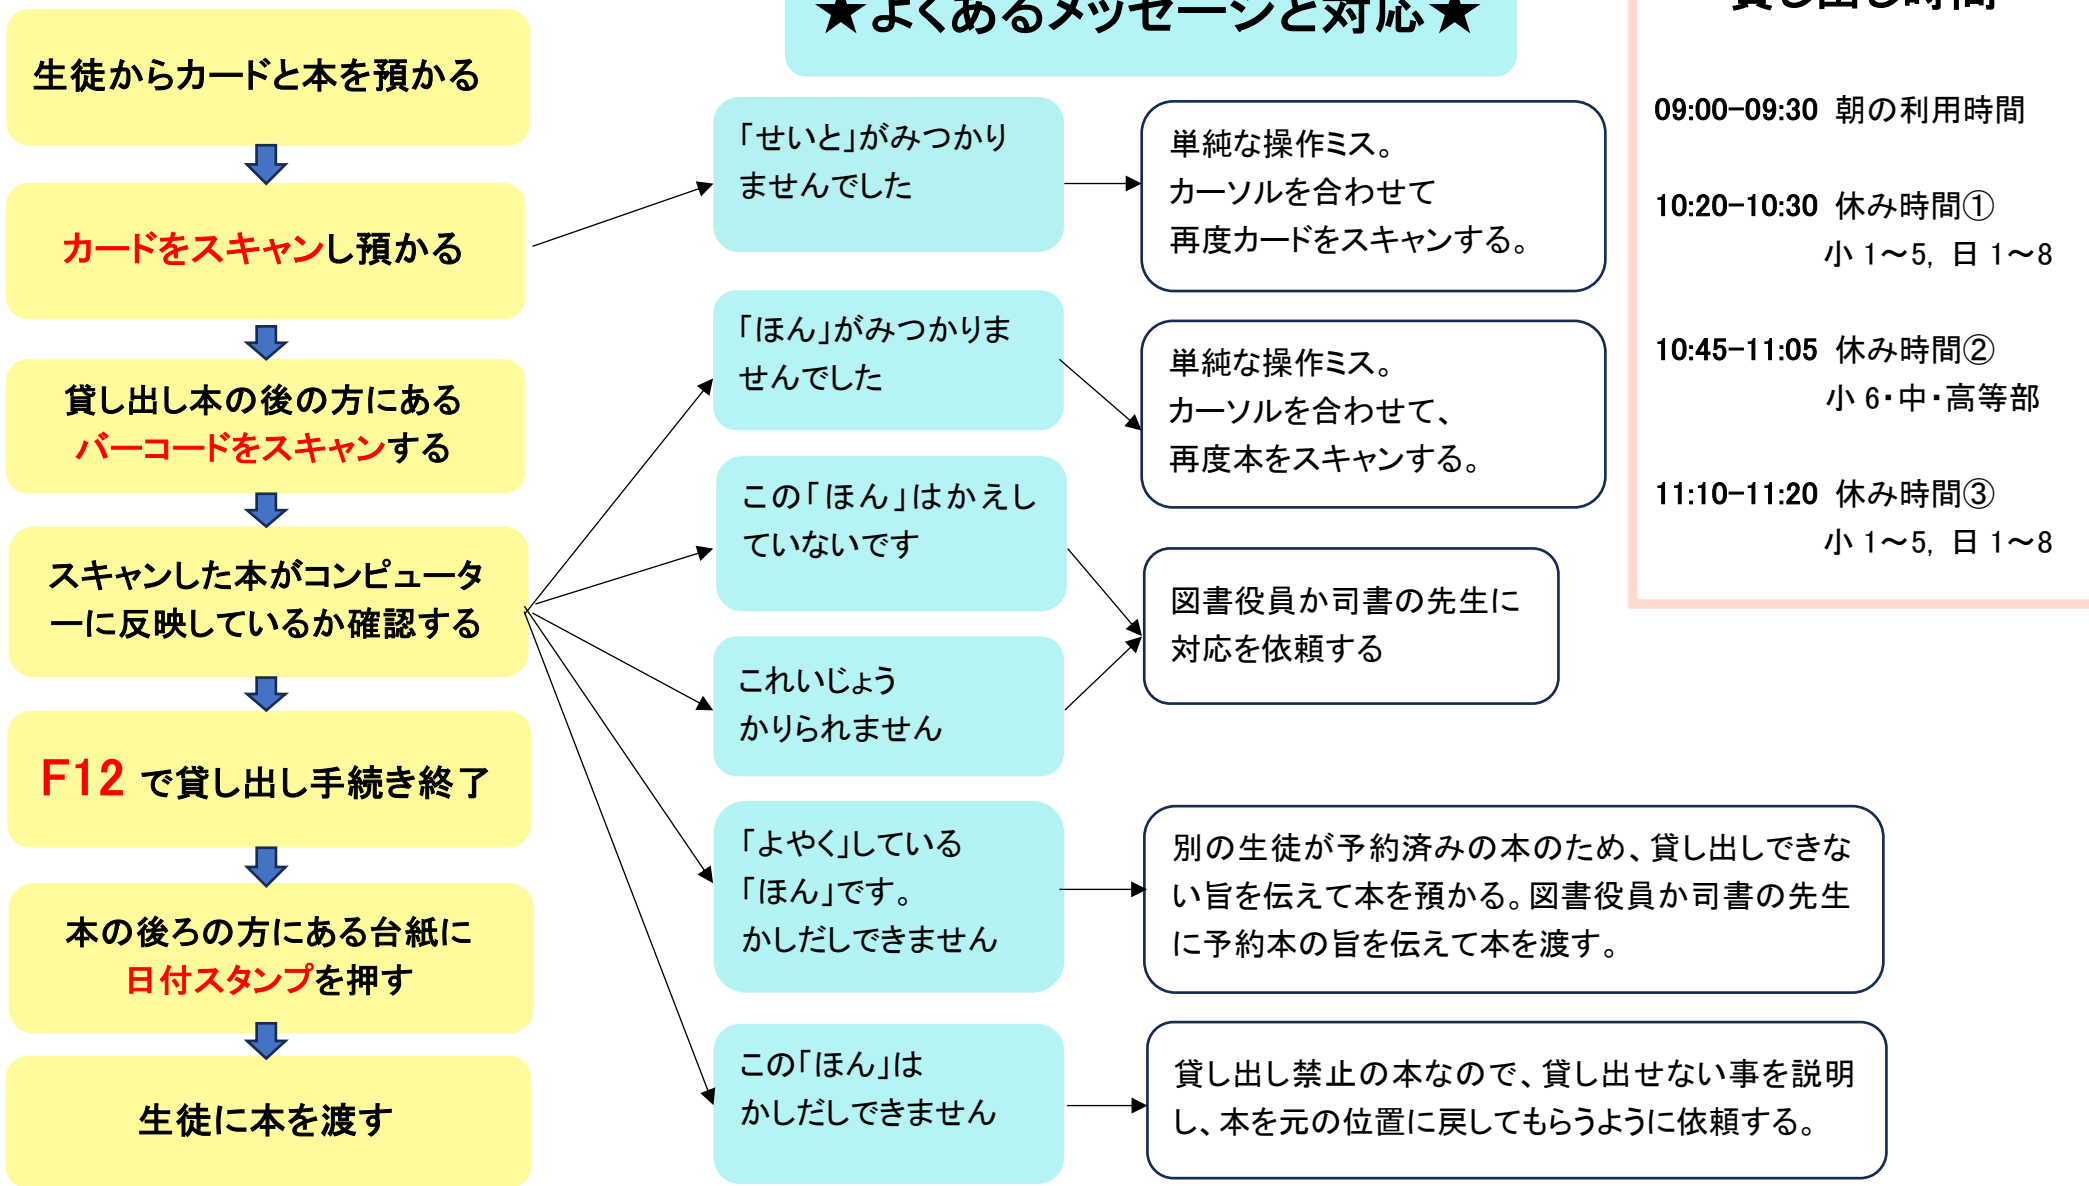 生徒からカードと本を預かる
カードをスキャンし預かる
貸し出し本の後の方にある
バーコードをスキャンする
スキャンした本がコンピュータ
ーに反映しているか確認する
F12 で貸し出し手続き終了
本の後ろの方にある台紙に
日付スタンプを押す
生徒に本を渡す
★よくあるメッセージと対応★
「せいと」がみつかり
ませんでした
単純な操作ミス。
カーソルを合わせて
再度カードをスキャンする。
「ほん」がみつかりま
せんでした
単純な操作ミス。
カーソルを合わせて、
再度本をスキャンする。
この「ほん」はかえし
ていないです
これいじょう
かりられません
図書役員か司書の先生に
対応を依頼する
「よやく」している
「ほん」です。
かしだしできません
別の生徒が予約済みの本のため、貸し出しできな
い旨を伝えて本を預かる。図書役員か司書の先生
に予約本の旨を伝えて本を渡す。
この「ほん」は
かしだしできません
貸し出し禁止の本なので、貸し出せない事を説明
し、本を元の位置に戻してもらうように依頼する。
貸し出し時間
09:00-09:30 朝の利用時間
10:20-10:30 休み時間①
小 1～5, 日 1～8
10:45-11:05 休み時間②
小 6・中・高等部
11:10-11:20 休み時間③
小 1～5, 日 1～8